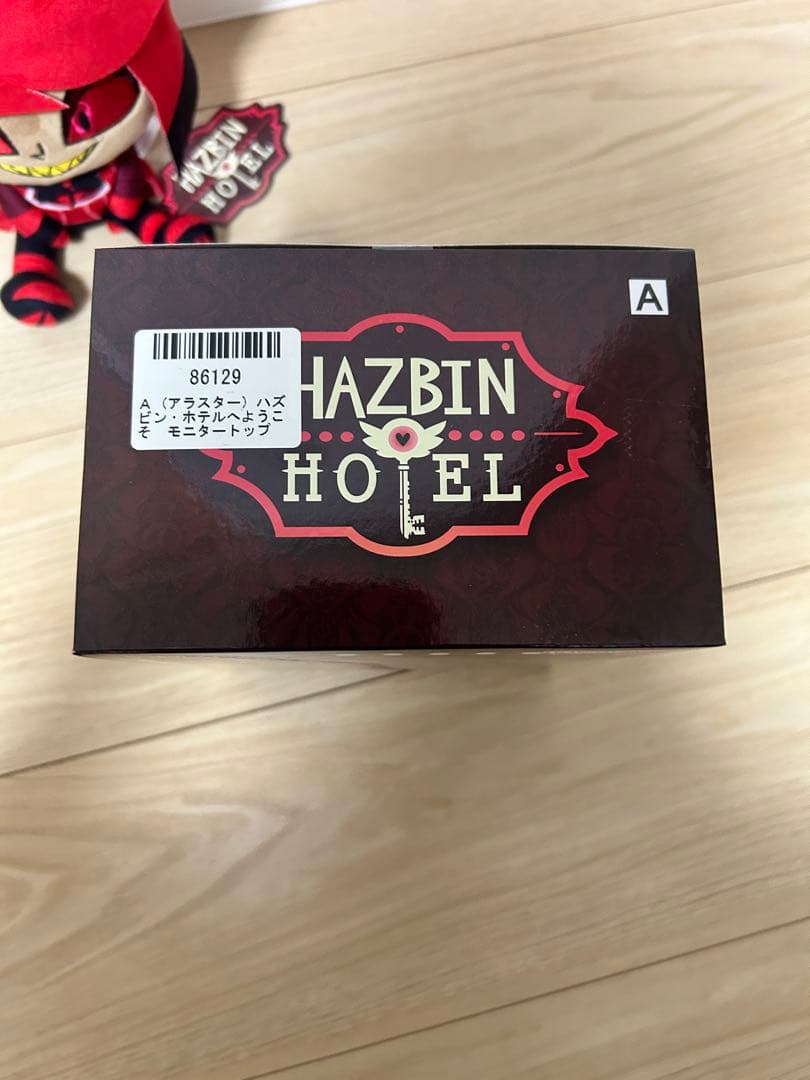 HAZBIN
HOTEL
A
86129
A（アラスター）ハズ
ビン・ホテルへようこ
そ モニタートップ
HAZBIN
HOTEL